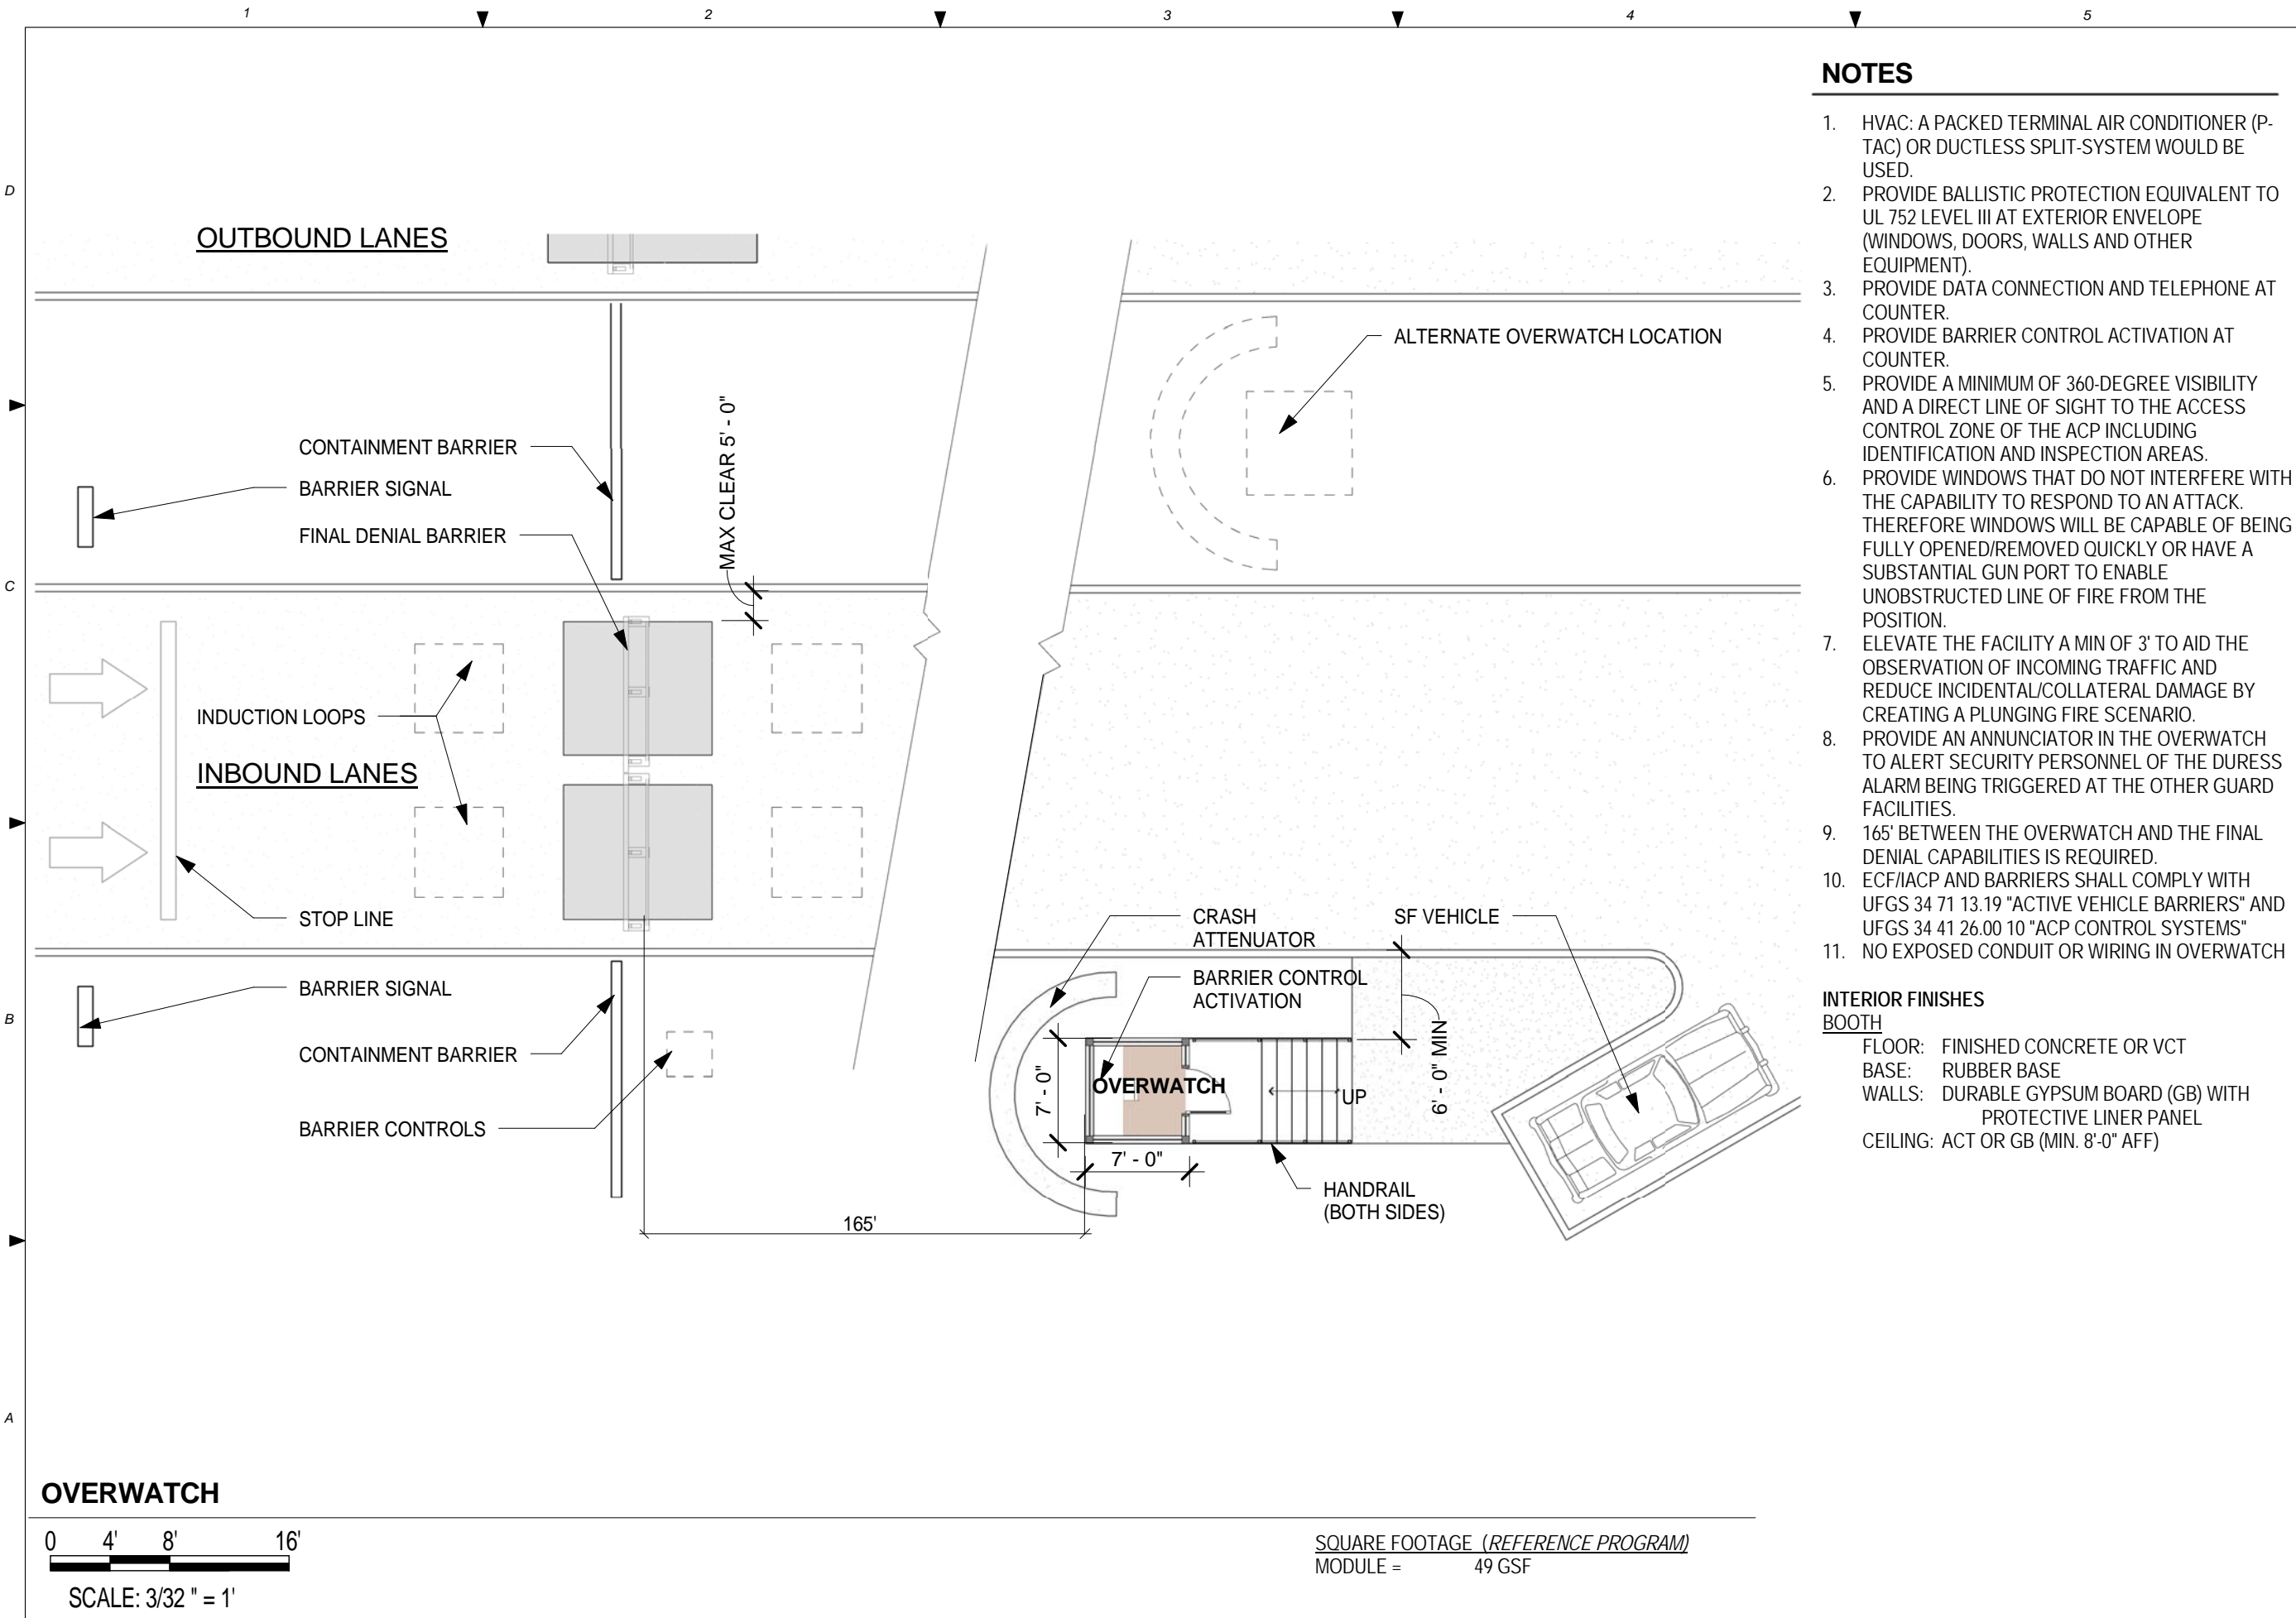 1 2 3 4 5
NOTES
1. HVAC: A PACKED TERMINAL AIR CONDITIONER (P-
TAC) OR DUCTLESS SPLIT-SYSTEM WOULD BE
USED.
2. PROVIDE BALLISTIC PROTECTION EQUIVALENT TO
UL 752 LEVEL III AT EXTERIOR ENVELOPE
(WINDOWS, DOORS, WALLS AND OTHER
EQUIPMENT).
3. PROVIDE DATA CONNECTION AND TELEPHONE AT
COUNTER.
4. PROVIDE BARRIER CONTROL ACTIVATION AT
COUNTER.
5. PROVIDE A MINIMUM OF 360-DEGREE VISIBILITY
AND A DIRECT LINE OF SIGHT TO THE ACCESS
CONTROL ZONE OF THE ACP INCLUDING
IDENTIFICATION AND INSPECTION AREAS.
6. PROVIDE WINDOWS THAT DO NOT INTERFERE WITH
THE CAPABILITY TO RESPOND TO AN ATTACK.
THEREFORE WINDOWS WILL BE CAPABLE OF BEING
FULLY OPENED/REMOVED QUICKLY OR HAVE A
SUBSTANTIAL GUN PORT TO ENABLE
UNOBSTRUCTED LINE OF FIRE FROM THE
POSITION.
7. ELEVATE THE FACILITY A MIN OF 3' TO AID THE
OBSERVATION OF INCOMING TRAFFIC AND
REDUCE INCIDENTAL/COLLATERAL DAMAGE BY
CREATING A PLUNGING FIRE SCENARIO.
8. PROVIDE AN ANNUNCIATOR IN THE OVERWATCH
TO ALERT SECURITY PERSONNEL OF THE DURESS
ALARM BEING TRIGGERED AT THE OTHER GUARD
FACILITIES.
9. 165' BETWEEN THE OVERWATCH AND THE FINAL
DENIAL CAPABILITIES IS REQUIRED.
10. ECF/IACP AND BARRIERS SHALL COMPLY WITH
UFGS 34 71 13.19 "ACTIVE VEHICLE BARRIERS" AND
UFGS 34 41 26.00 10 "ACP CONTROL SYSTEMS"
11. NO EXPOSED CONDUIT OR WIRING IN OVERWATCH
INTERIOR FINISHES
BOOTH
FLOOR: FINISHED CONCRETE OR VCT
BASE: RUBBER BASE
WALLS: DURABLE GYPSUM BOARD (GB) WITH
PROTECTIVE LINER PANEL
CEILING: ACT OR GB (MIN. 8'-0" AFF)
D
OUTBOUND LANES
ALTERNATE OVERWATCH LOCATION
MAX CLEAR 5' - 0"
CONTAINMENT BARRIER
BARRIER SIGNAL
FINAL DENIAL BARRIER
C
INDUCTION LOOPS
INBOUND LANES
STOP LINE
CRASH
ATTENUATOR
SF VEHICLE
BARRIER CONTROL
ACTIVATION
BARRIER SIGNAL
B
CONTAINMENT BARRIER
7' - 0"
OVERWATCH
UP
6' - 0" MIN
BARRIER CONTROLS
7' - 0"
HANDRAIL
(BOTH SIDES)
165'
A
OVERWATCH
0 4' 8' 16'
SCALE: 3/32 " = 1'
SQUARE FOOTAGE (REFERENCE PROGRAM)
MODULE = 49 GSF